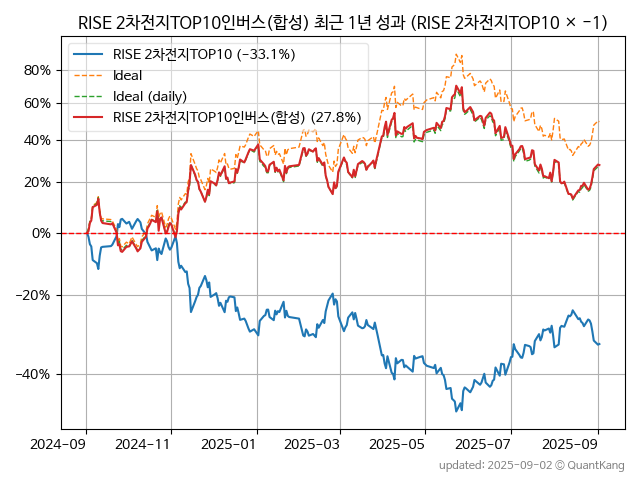 RISE 2차전지TOP10인버스(합성) 최근 1년 성과 (RISE 2차전지TOP10 × −1)
RISE 2차전지TOP10 (−33.1%)
Ideal
Ideal (daily)
RISE 2차전지TOP10인버스(합성) (27.8%)
80%
60%
40%
20%
0%
−20%
−40%
2024-09
2024-11
2025-01
2025-03
2025-05
2025-07
2025-09
updated: 2025-09-02 © QuantKang